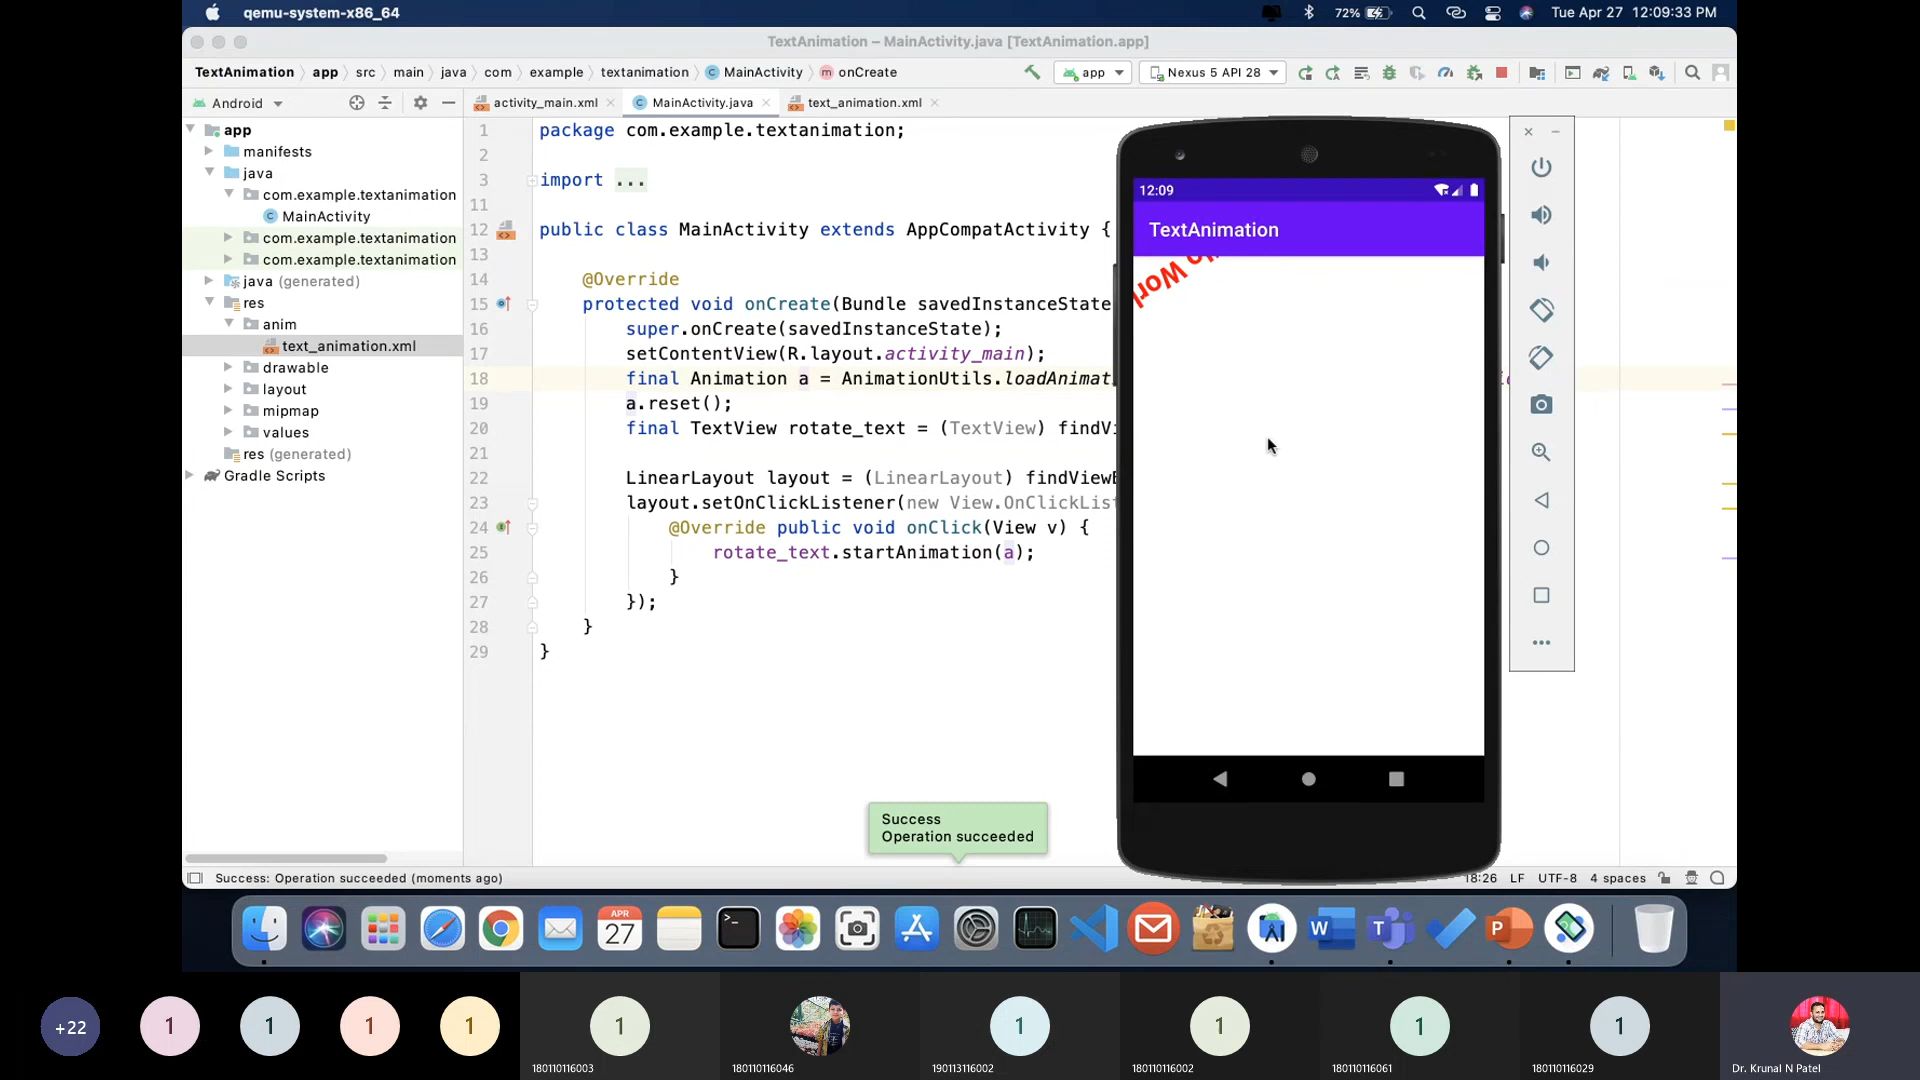 qemu-system-x86_64
72%
Tue Apr 27 12:09:33 PM
TextAnimation – MainActivity.java [TextAnimation.app]
TextAnimation app src main java com example textanimation MainActivity onCreate
app
Nexus 5 API 28
Android
activity_main.xml
MainActivity.java
text_animation.xml
app
manifests
java
com.example.textanimation
MainActivity
com.example.textanimation
com.example.textanimation
java (generated)
res
anim
text_animation.xml
drawable
layout
mipmap
values
res (generated)
Gradle Scripts
1 package com.example.textanimation;
2
3 import ...
11
12 public class MainActivity extends AppCompatActivity {
13
14 @Override
15 protected void onCreate(Bundle savedInstanceState
16 super.onCreate(savedInstanceState);
17 setContentView(R.layout.activity_main);
18 final Animation a = AnimationUtils.loadAnimat
19 a.reset();
20 final TextView rotate_text = (TextView) findVi
21
22 LinearLayout layout = (LinearLayout) findViewB
23 layout.setOnClickListener(new View.OnClickList
24 @Override public void onClick(View v) {
25 rotate_text.startAnimation(a);
26 }
27 });
28 }
29 }
12:09
TextAnimation
lo Worl
Success
Operation succeeded
Success: Operation succeeded (moments ago)
18:26 LF UTF-8 4 spaces
APR
27
W
T
P
+22
1
1
1
1
1
1
1
1
1
180110116003
180110116046
190113116002
180110116002
180110116061
180110116029
Dr. Krunal N Patel